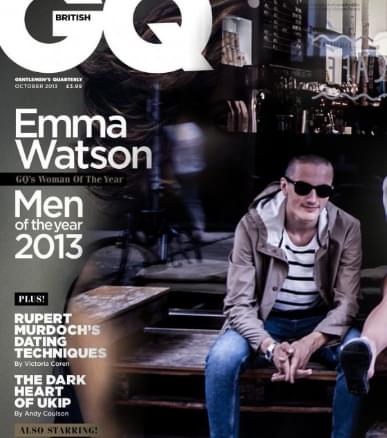 GQ
BRITISH
GENTLEMEN'S QUARTERLY
OCTOBER 2013 £3.99
Emma
Watson
GQ's Woman Of The Year
Men
of the year
2013
PLUS!
RUPERT
MURDOCH'S
DATING
TECHNIQUES
By Victoria Coren
THE DARK
HEART
OF UKIP
By Andy Coulson
ALSO STARRING!